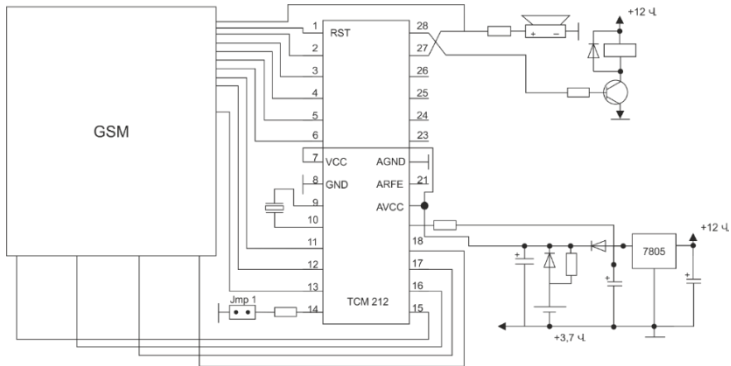 GSM
1 RST 28
2 27
3 26
4 25
5 24
6 23
7 VCC AGND
8 GND ARFE 21
9 AVCC
10
11 18
12 17
13 16
14 TCM 212 15
Jmp 1
+ −
+12 Վ.
+12 Վ.
7805
+
+
+
+3,7 Վ.